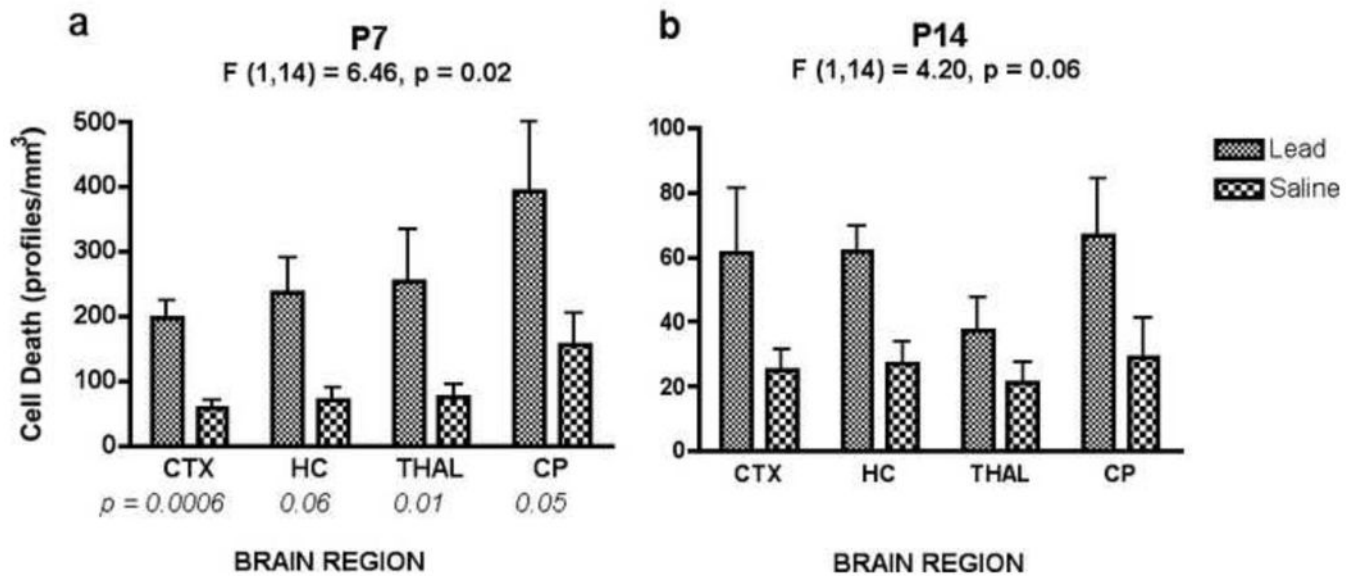 a
P7
F (1,14) = 6.46, p = 0.02
Cell Death (profiles/mm³)
500
400
300
200
100
0
CTX HC THAL CP
p = 0.0006 0.06 0.01 0.05
BRAIN REGION
b
P14
F (1,14) = 4.20, p = 0.06
100
80
60
40
20
0
CTX HC THAL CP
BRAIN REGION
Lead
Saline